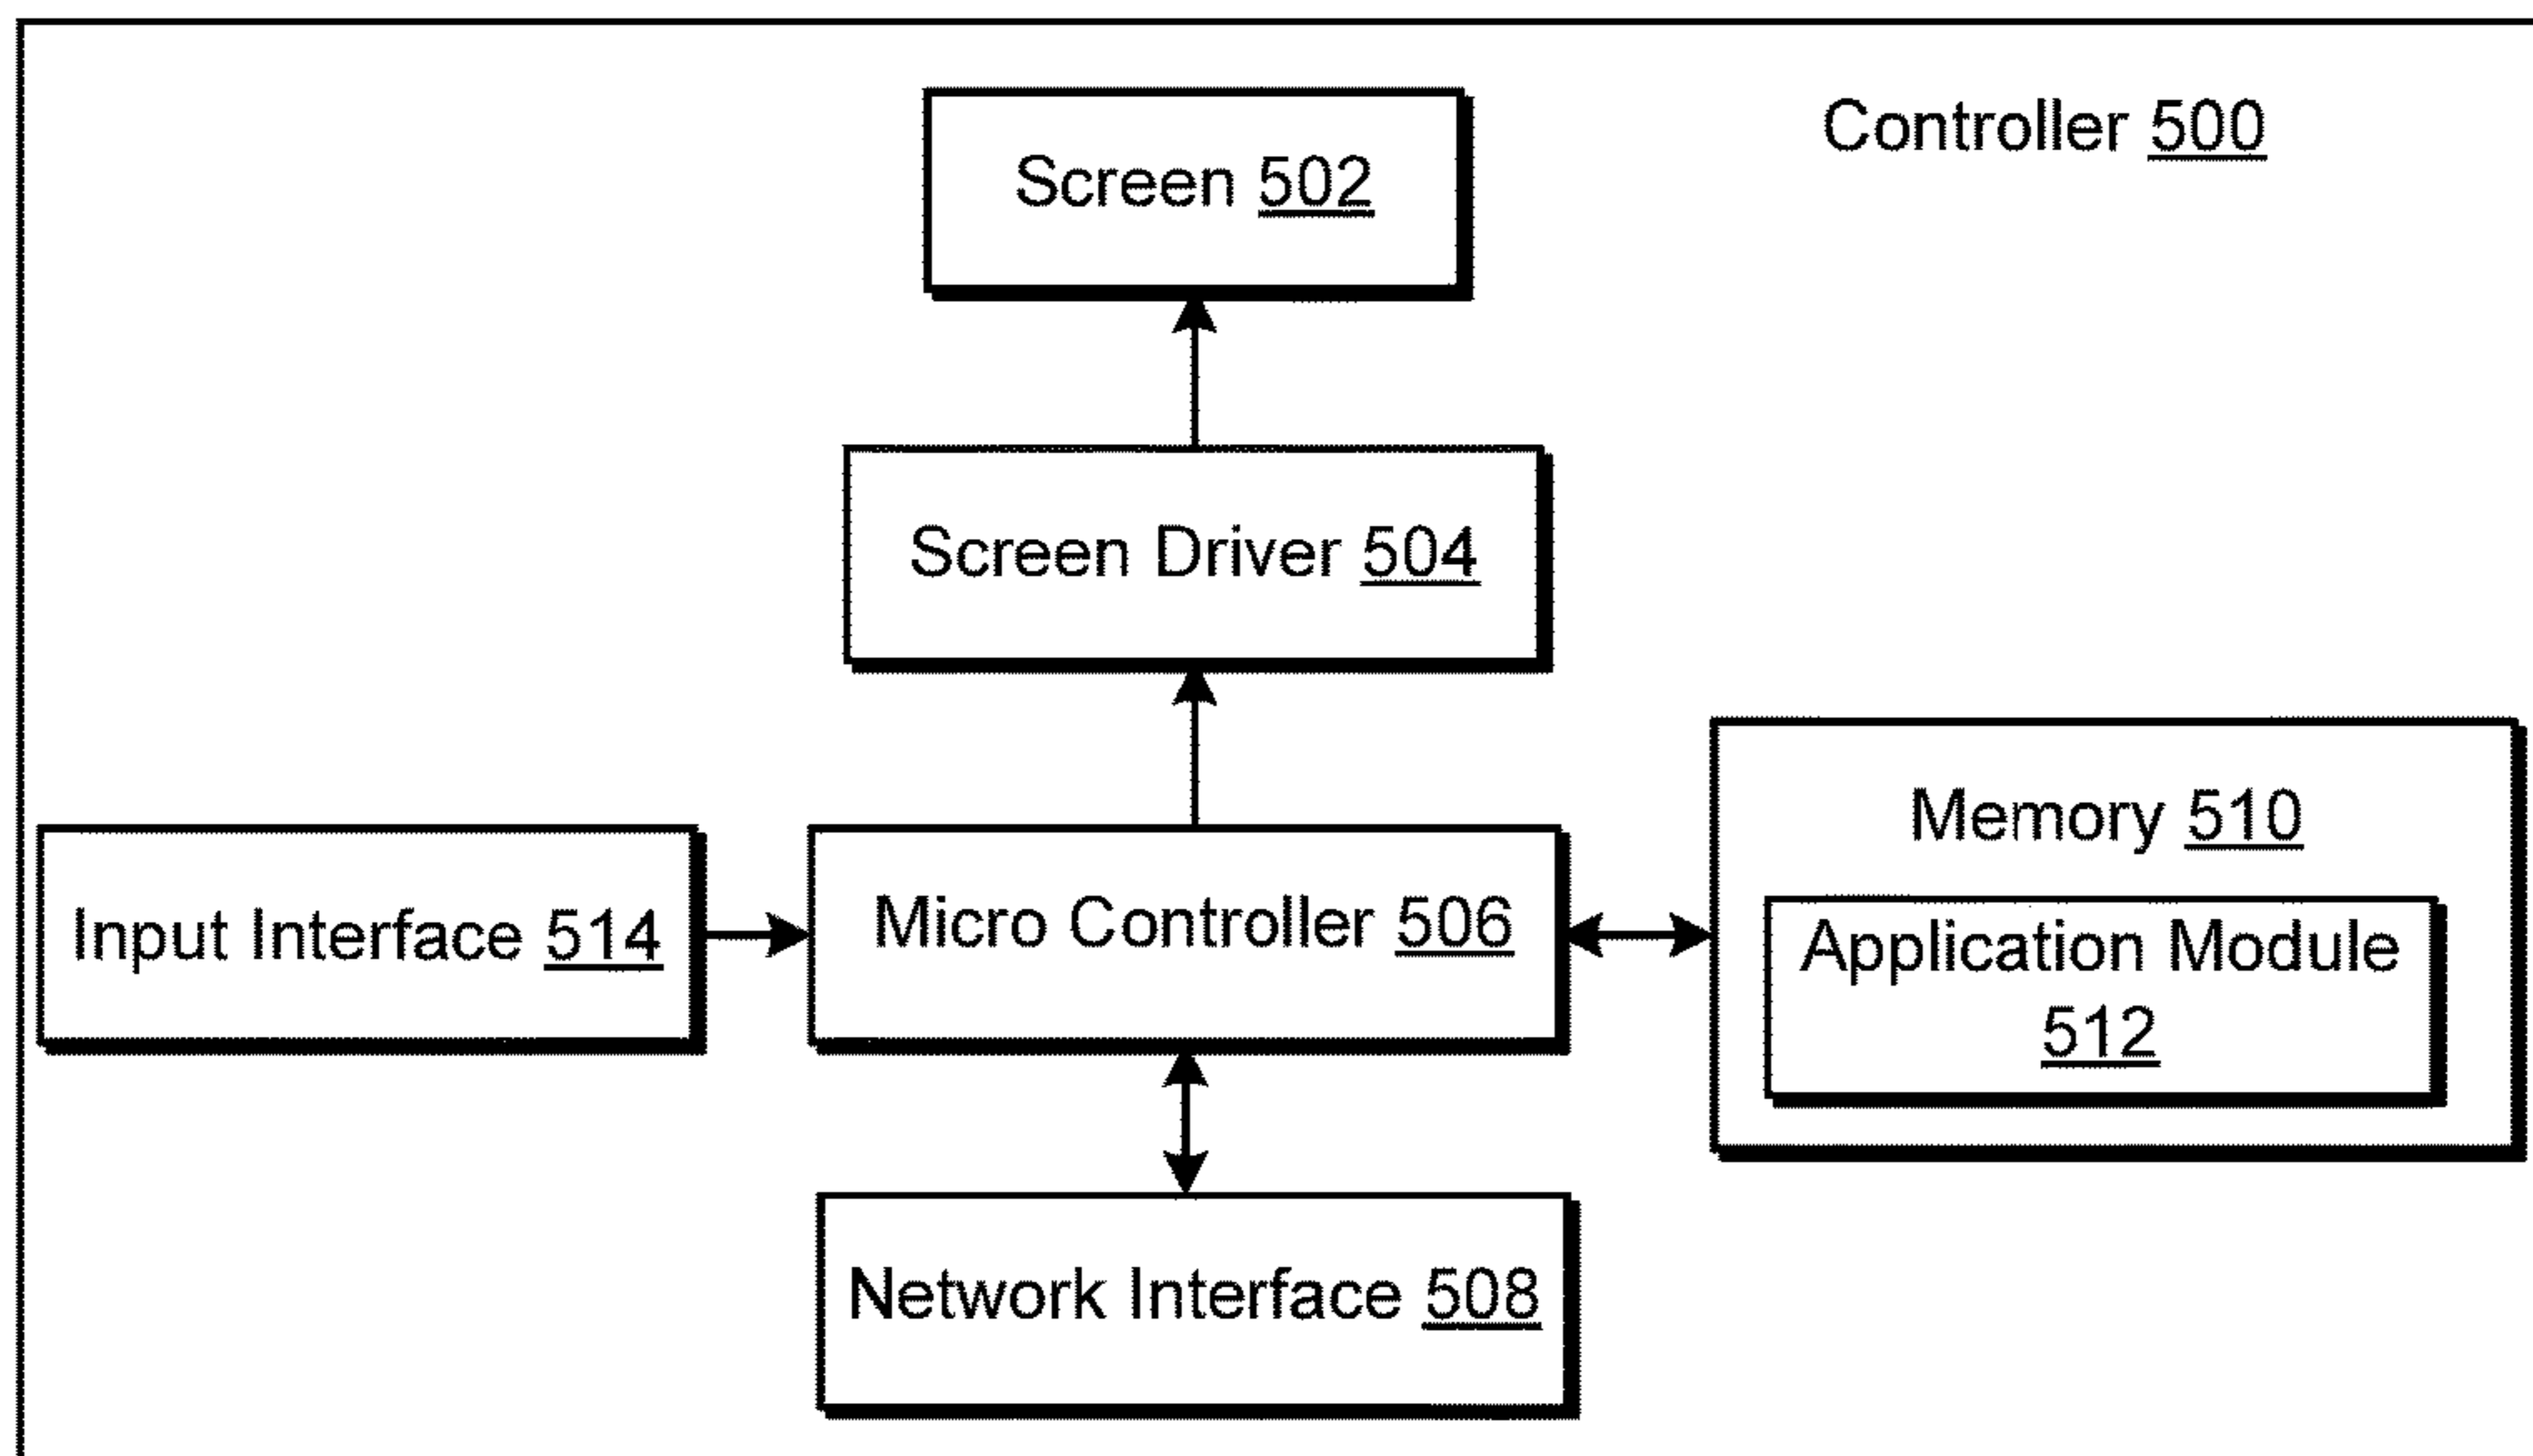 Controller 500
Screen 502
Screen Driver 504
Memory 510
Input Interface 514
Micro Controller 506
Application Module
512
Network Interface 508